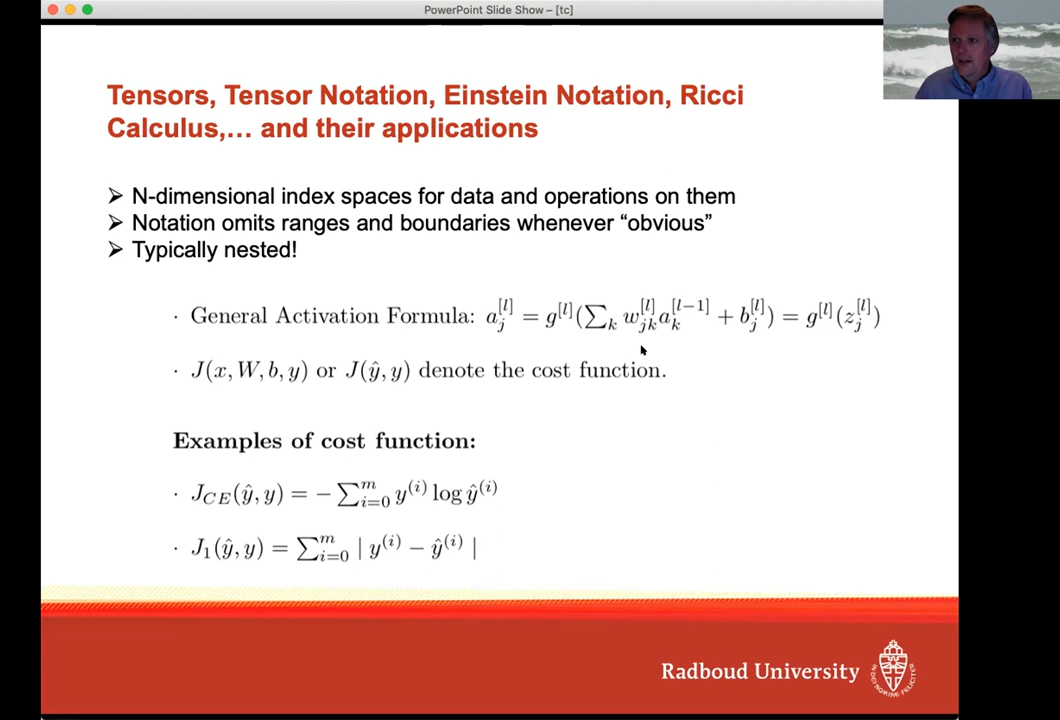 PowerPoint Slide Show – [tc]
Tensors, Tensor Notation, Einstein Notation, Ricci
Calculus,… and their applications
➢ N-dimensional index spaces for data and operations on them
➢ Notation omits ranges and boundaries whenever “obvious”
➢ Typically nested!
· General Activation Formula: a_j^{[l]} = g^{[l]}(∑_k w_{jk}^{[l]} a_k^{[l−1]} + b_j^{[l]}) = g^{[l]}(z_j^{[l]})
· J(x, W, b, y) or J(ŷ, y) denote the cost function.
Examples of cost function:
· J_{CE}(ŷ, y) = − ∑_{i=0}^m y^{(i)} log ŷ^{(i)}
· J_1(ŷ, y) = ∑_{i=0}^m | y^{(i)} − ŷ^{(i)} |
Radboud University